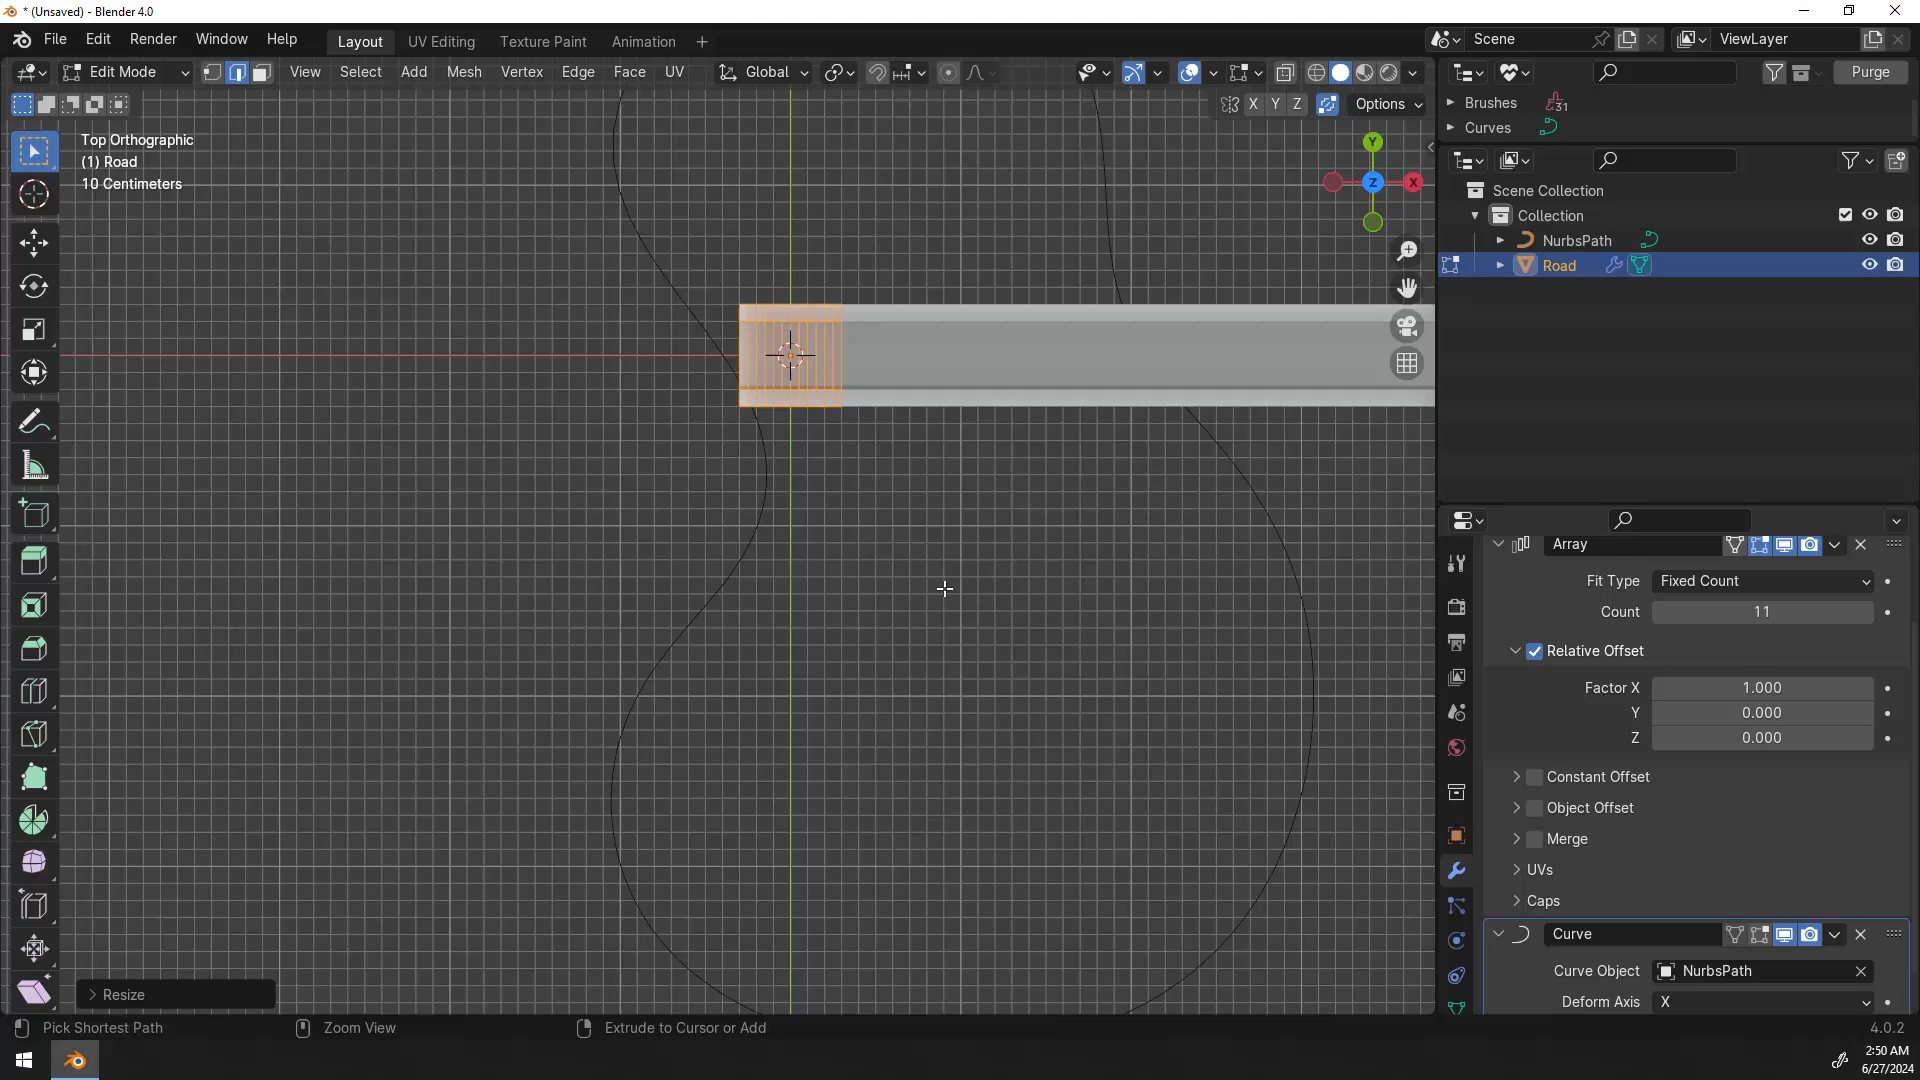 * (Unsaved) - Blender 4.0
File Edit Render Window Help
Layout UV Editing Texture Paint Animation +
Scene
ViewLayer
Edit Mode
View Select Add Mesh Vertex Edge Face UV
Global
Purge
X Y Z
Options
Brushes 31
Curves
Top Orthographic
(1) Road
10 Centimeters
Y
Z
X
Scene Collection
Collection
NurbsPath
Road
Array
Fit Type Fixed Count
Count 11
Relative Offset
Factor X 1.000
Y 0.000
Z 0.000
Constant Offset
Object Offset
Merge
UVs
Caps
Curve
Curve Object NurbsPath
Deform Axis X
Resize
Pick Shortest Path
Zoom View
Extrude to Cursor or Add
4.0.2
2:50 AM
6/27/2024